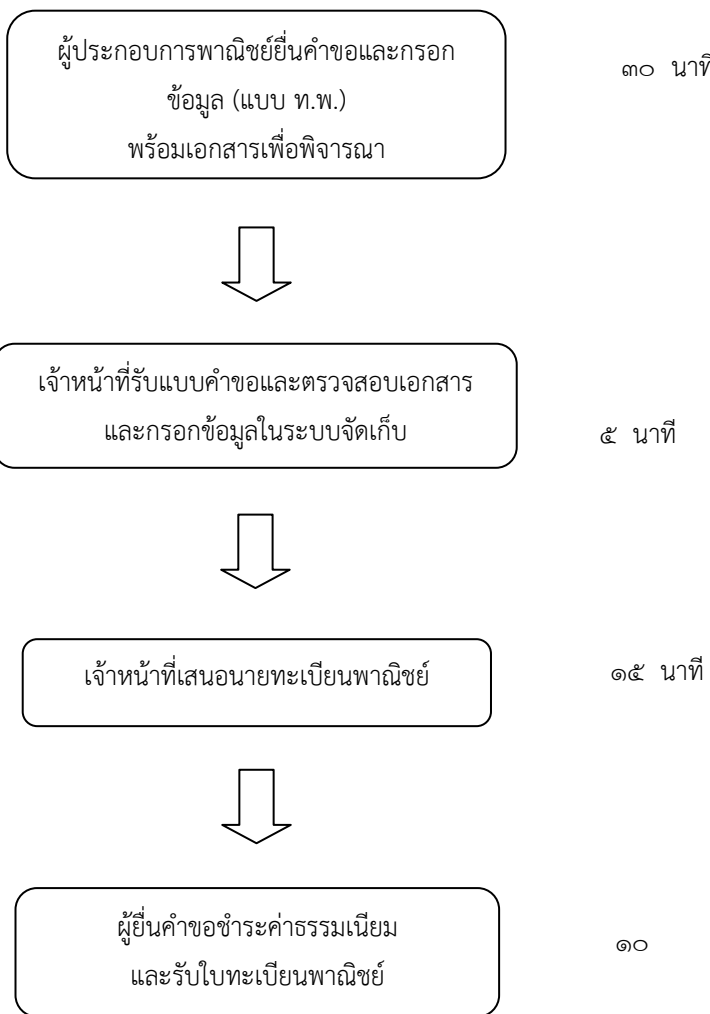 ผู้ประกอบการพาณิชย์ยื่นคำขอและกรอก
ข้อมูล (แบบ ท.พ.)
พร้อมเอกสารเพื่อพิจารณา
๓๐ นาที
เจ้าหน้าที่รับแบบคำขอและตรวจสอบเอกสาร
และกรอกข้อมูลในระบบจัดเก็บ
๕ นาที
เจ้าหน้าที่เสนอนายทะเบียนพาณิชย์
๑๕ นาที
ผู้ยื่นคำขอชำระค่าธรรมเนียม
และรับใบทะเบียนพาณิชย์
๑๐